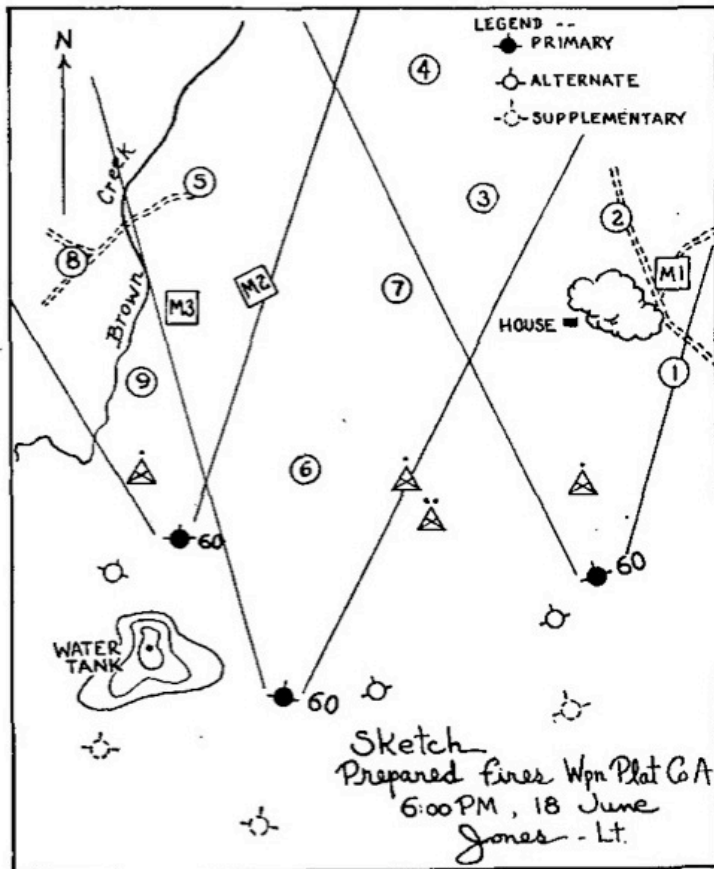 LEGEND --
PRIMARY
ALTERNATE
SUPPLEMENTARY
N
4
Creek
5
3
2
8
M1
M2
7
M3
HOUSE
Brown
9
1
6
60
60
WATER
TANK
60
Sketch
Prepared fires Wpn Plat Co A
6:00 PM, 18 June
Jones - Lt.